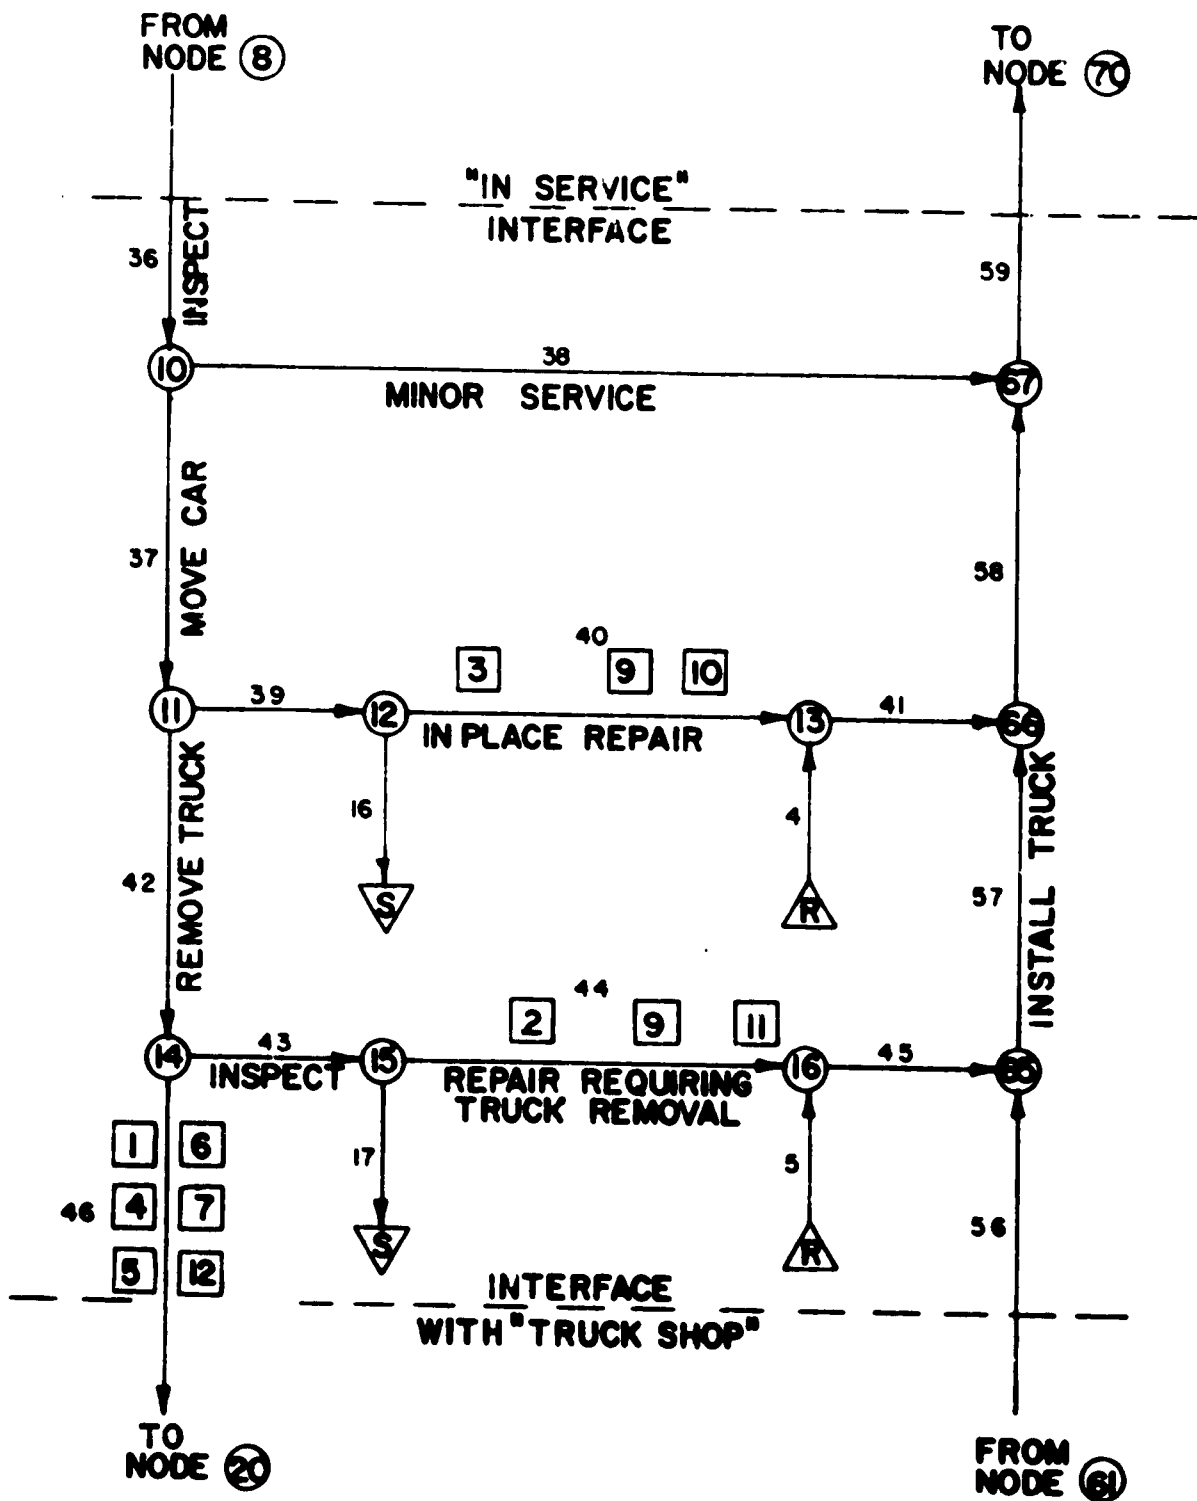 FROM
NODE 8
TO
NODE 70
"IN SERVICE"
INTERFACE
36
INSPECT
59
10
38
67
MINOR SERVICE
37
MOVE CAR
58
40
3
9
10
11
39
12
IN PLACE REPAIR
13
41
66
16
4
42
REMOVE TRUCK
S
R
57
INSTALL TRUCK
44
2
9
11
14
43
15
16
45
65
INSPECT
REPAIR REQUIRING
TRUCK REMOVAL
1
6
17
5
46
4
7
56
5
12
S
R
INTERFACE
WITH "TRUCK SHOP"
TO
NODE 20
FROM
NODE 61